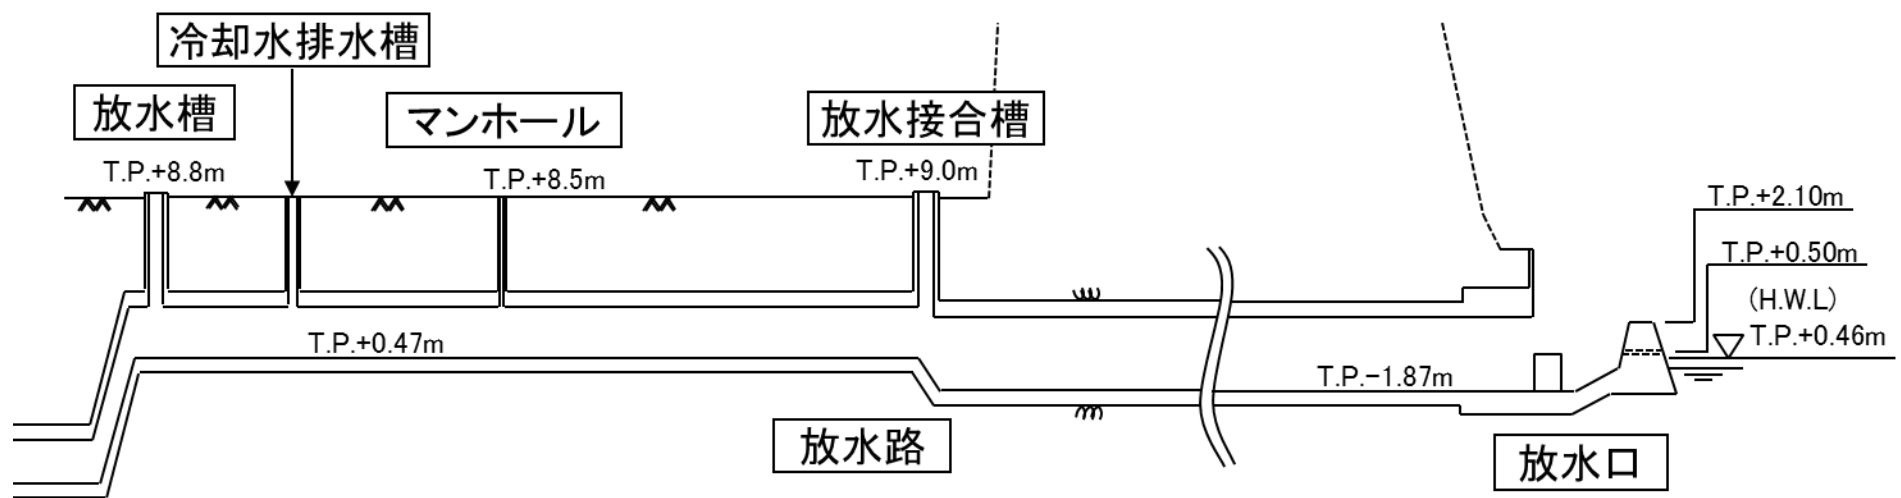 冷却水排水槽
放水槽
マンホール
放水接合槽
T.P.+8.8m
T.P.+8.5m
T.P.+9.0m
T.P.+2.10m
T.P.+0.50m
(H.W.L)
T.P.+0.46m
T.P.+0.47m
T.P.-1.87m
放水路
放水口